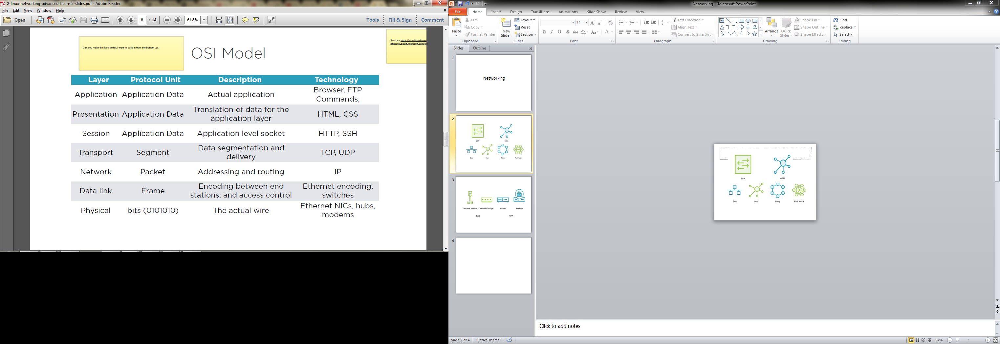 2-linux-networking-advanced-lfce-m2-slides.pdf - Adobe Reader
File Edit View Window Help
Open 8 / 14 61.8% Tools Fill & Sign Comment
Can you make this look better, I want to build in from the bottom up.
OSI Model
Source - https://en.wikipedia.org
https://support.microsoft.com/en
Layer Protocol Unit Description Technology
Application Application Data Actual application Browser, FTP
Commands,
Presentation Application Data Translation of data for the
application layer HTML, CSS
Session Application Data Application level socket HTTP, SSH
Transport Segment Data segmentation and
delivery TCP, UDP
Network Packet Addressing and routing IP
Data link Frame Encoding between end
stations, and access control Ethernet encoding,
switches
Physical bits (0101010) The actual wire Ethernet NICs, hubs,
modems
Networking - Microsoft PowerPoint
File Home Insert Design Transitions Animations Slide Show Review View
Paste
Cut
Copy
Format Painter
Clipboard
New
Slide
Layout
Reset
Section
Slides
32
B I U S abc AV Aa A
Font
Paragraph
Text Direction
Align Text
Convert to SmartArt
Arrange
Quick
Styles
Shape Fill
Shape Outline
Shape Effects
Drawing
Find
Replace
Select
Editing
Slides Outline
1
Networking
2
LAN WAN
Bus Star Ring Full Mesh
3
RJ-45
Network Adapter Switches/Bridges Routers Firewalls
LAN WAN
4
LAN WAN
Bus Star Ring Full Mesh
Click to add notes
Slide 2 of 4 "Office Theme" 32%